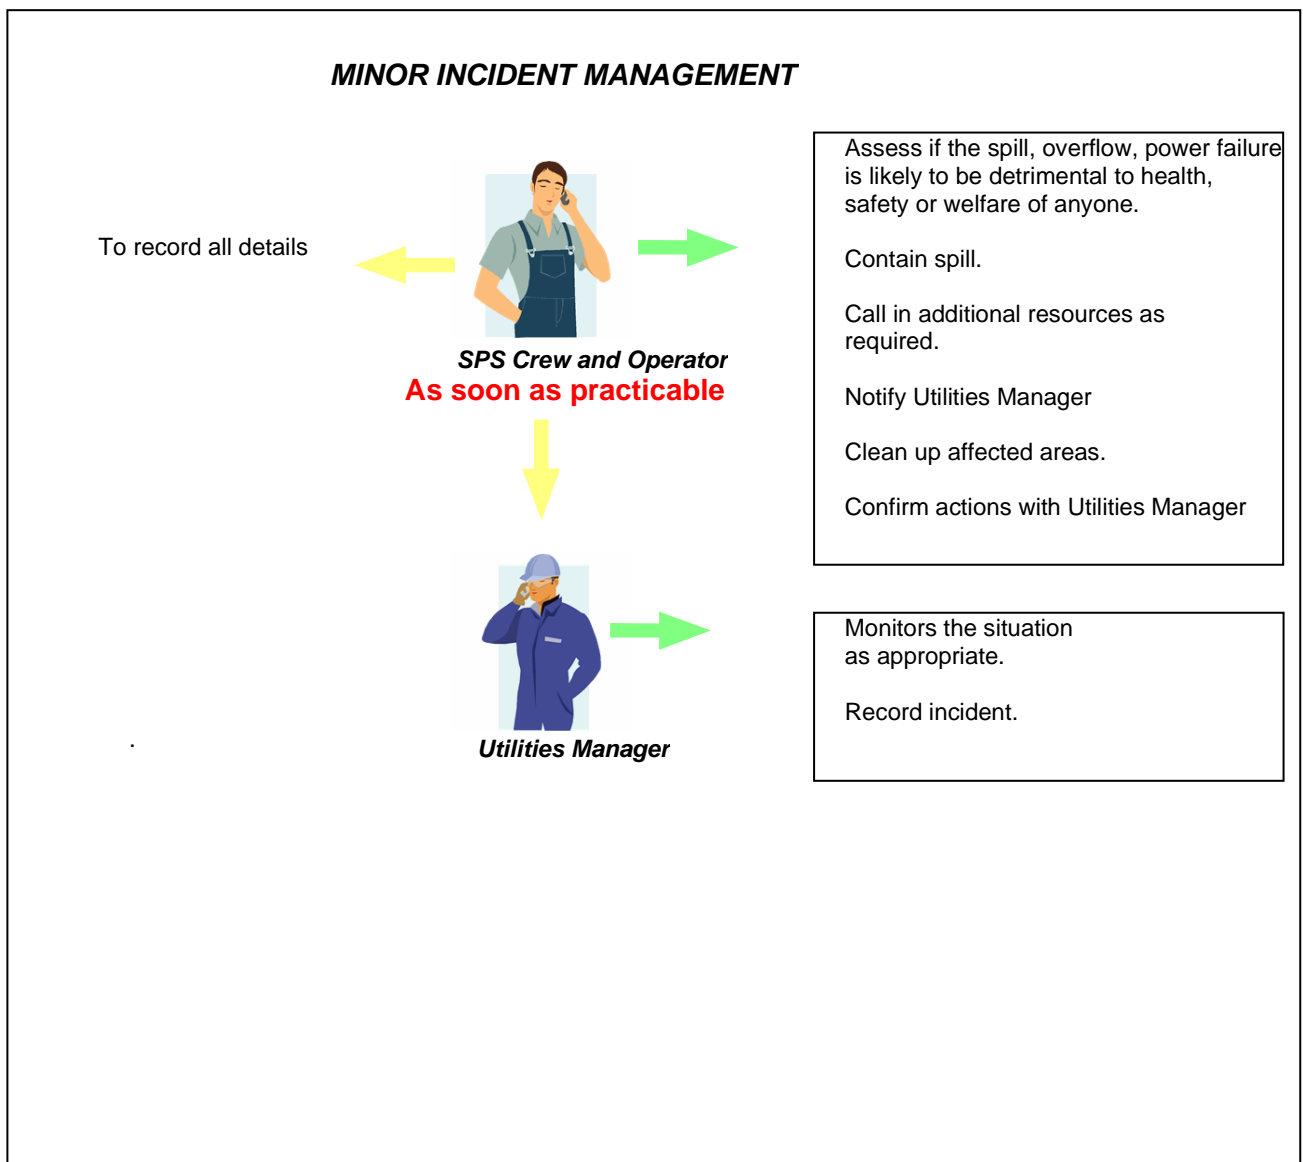 MINOR INCIDENT MANAGEMENT
To record all details
SPS Crew and Operator
As soon as practicable
Assess if the spill, overflow, power failure
is likely to be detrimental to health,
safety or welfare of anyone.
Contain spill.
Call in additional resources as
required.
Notify Utilities Manager
Clean up affected areas.
Confirm actions with Utilities Manager
.
Utilities Manager
Monitors the situation
as appropriate.
Record incident.